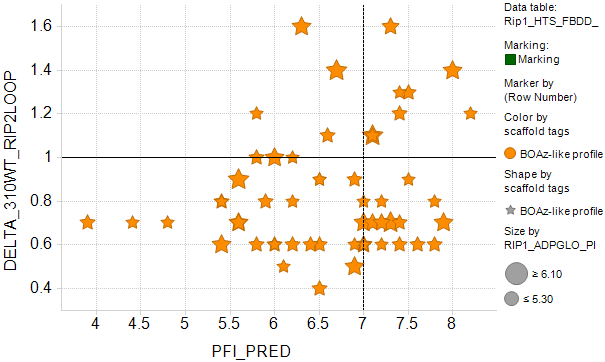 DELTA_310WT_RIP2LOOP
1.6
1.4
1.2
1
0.8
0.6
0.4
4
4.5
5
5.5
6
6.5
7
7.5
8
PFI_PRED
Data table:
Rip1_HTS_FBDD_
Marking:
Marking
Marker by
(Row Number)
Color by
scaffold tags
BOAz-like profile
Shape by
scaffold tags
BOAz-like profile
Size by
RIP1_ADPGLO_PI
≥ 6.10
≤ 5.30